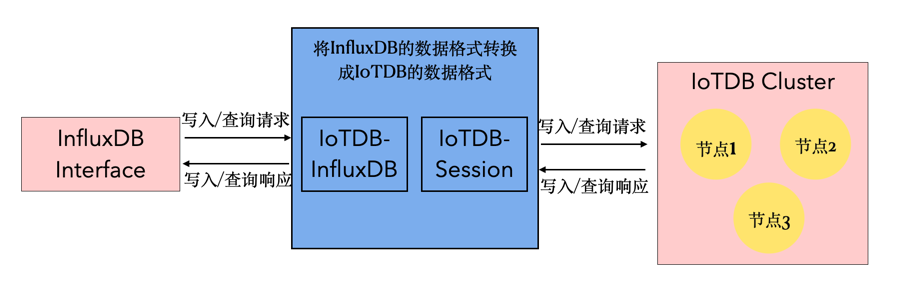 将InfluxDB的数据格式转换
成IoTDB的数据格式
InfluxDB
Interface
写入/查询请求
写入/查询响应
IoTDB-
InfluxDB
IoTDB-
Session
写入/查询请求
写入/查询响应
IoTDB Cluster
节点1
节点2
节点3